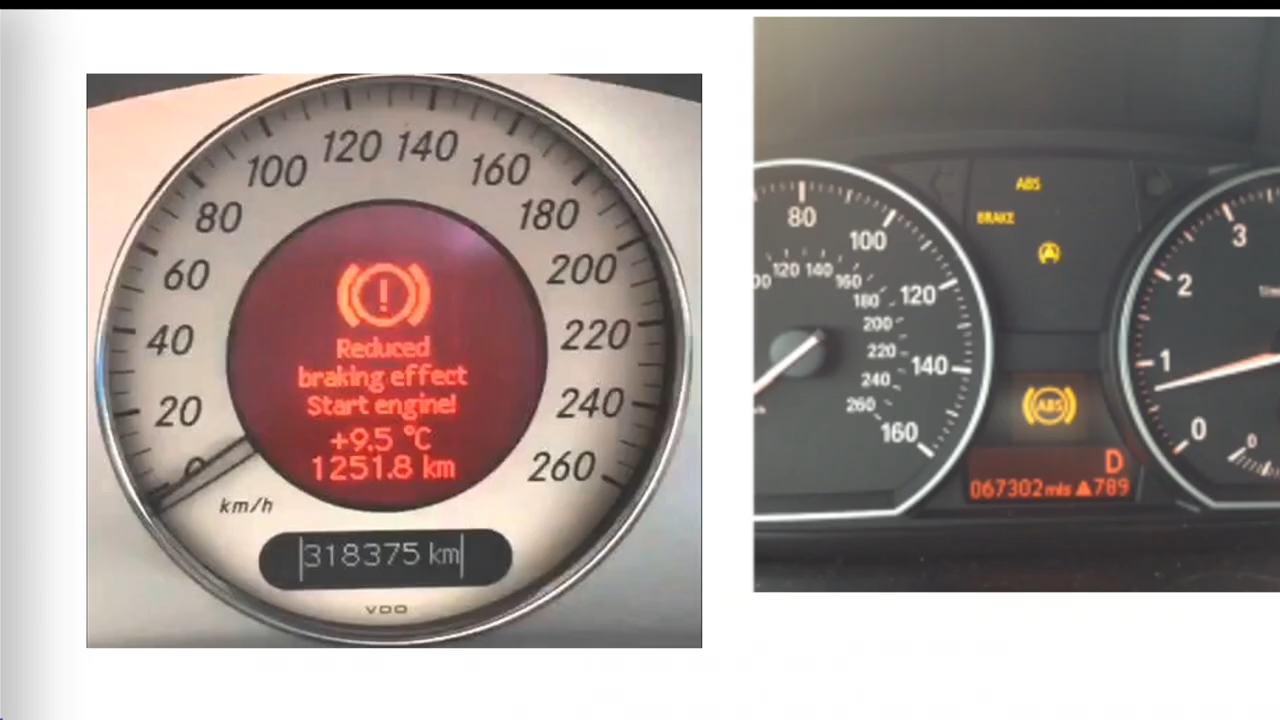 120 140
100 160
80 180
60 200
40 220
20 240
0 260
Reduced
braking effect
Start engine!
+9.5 °C
1251.8 km
km/h
318375 km
VDO
ABS
BRAKE
80
100
120
140
160
120 140
160
180
200
220
240
260
ABS
D
067302 mls ▲789
3
2
1
0
0